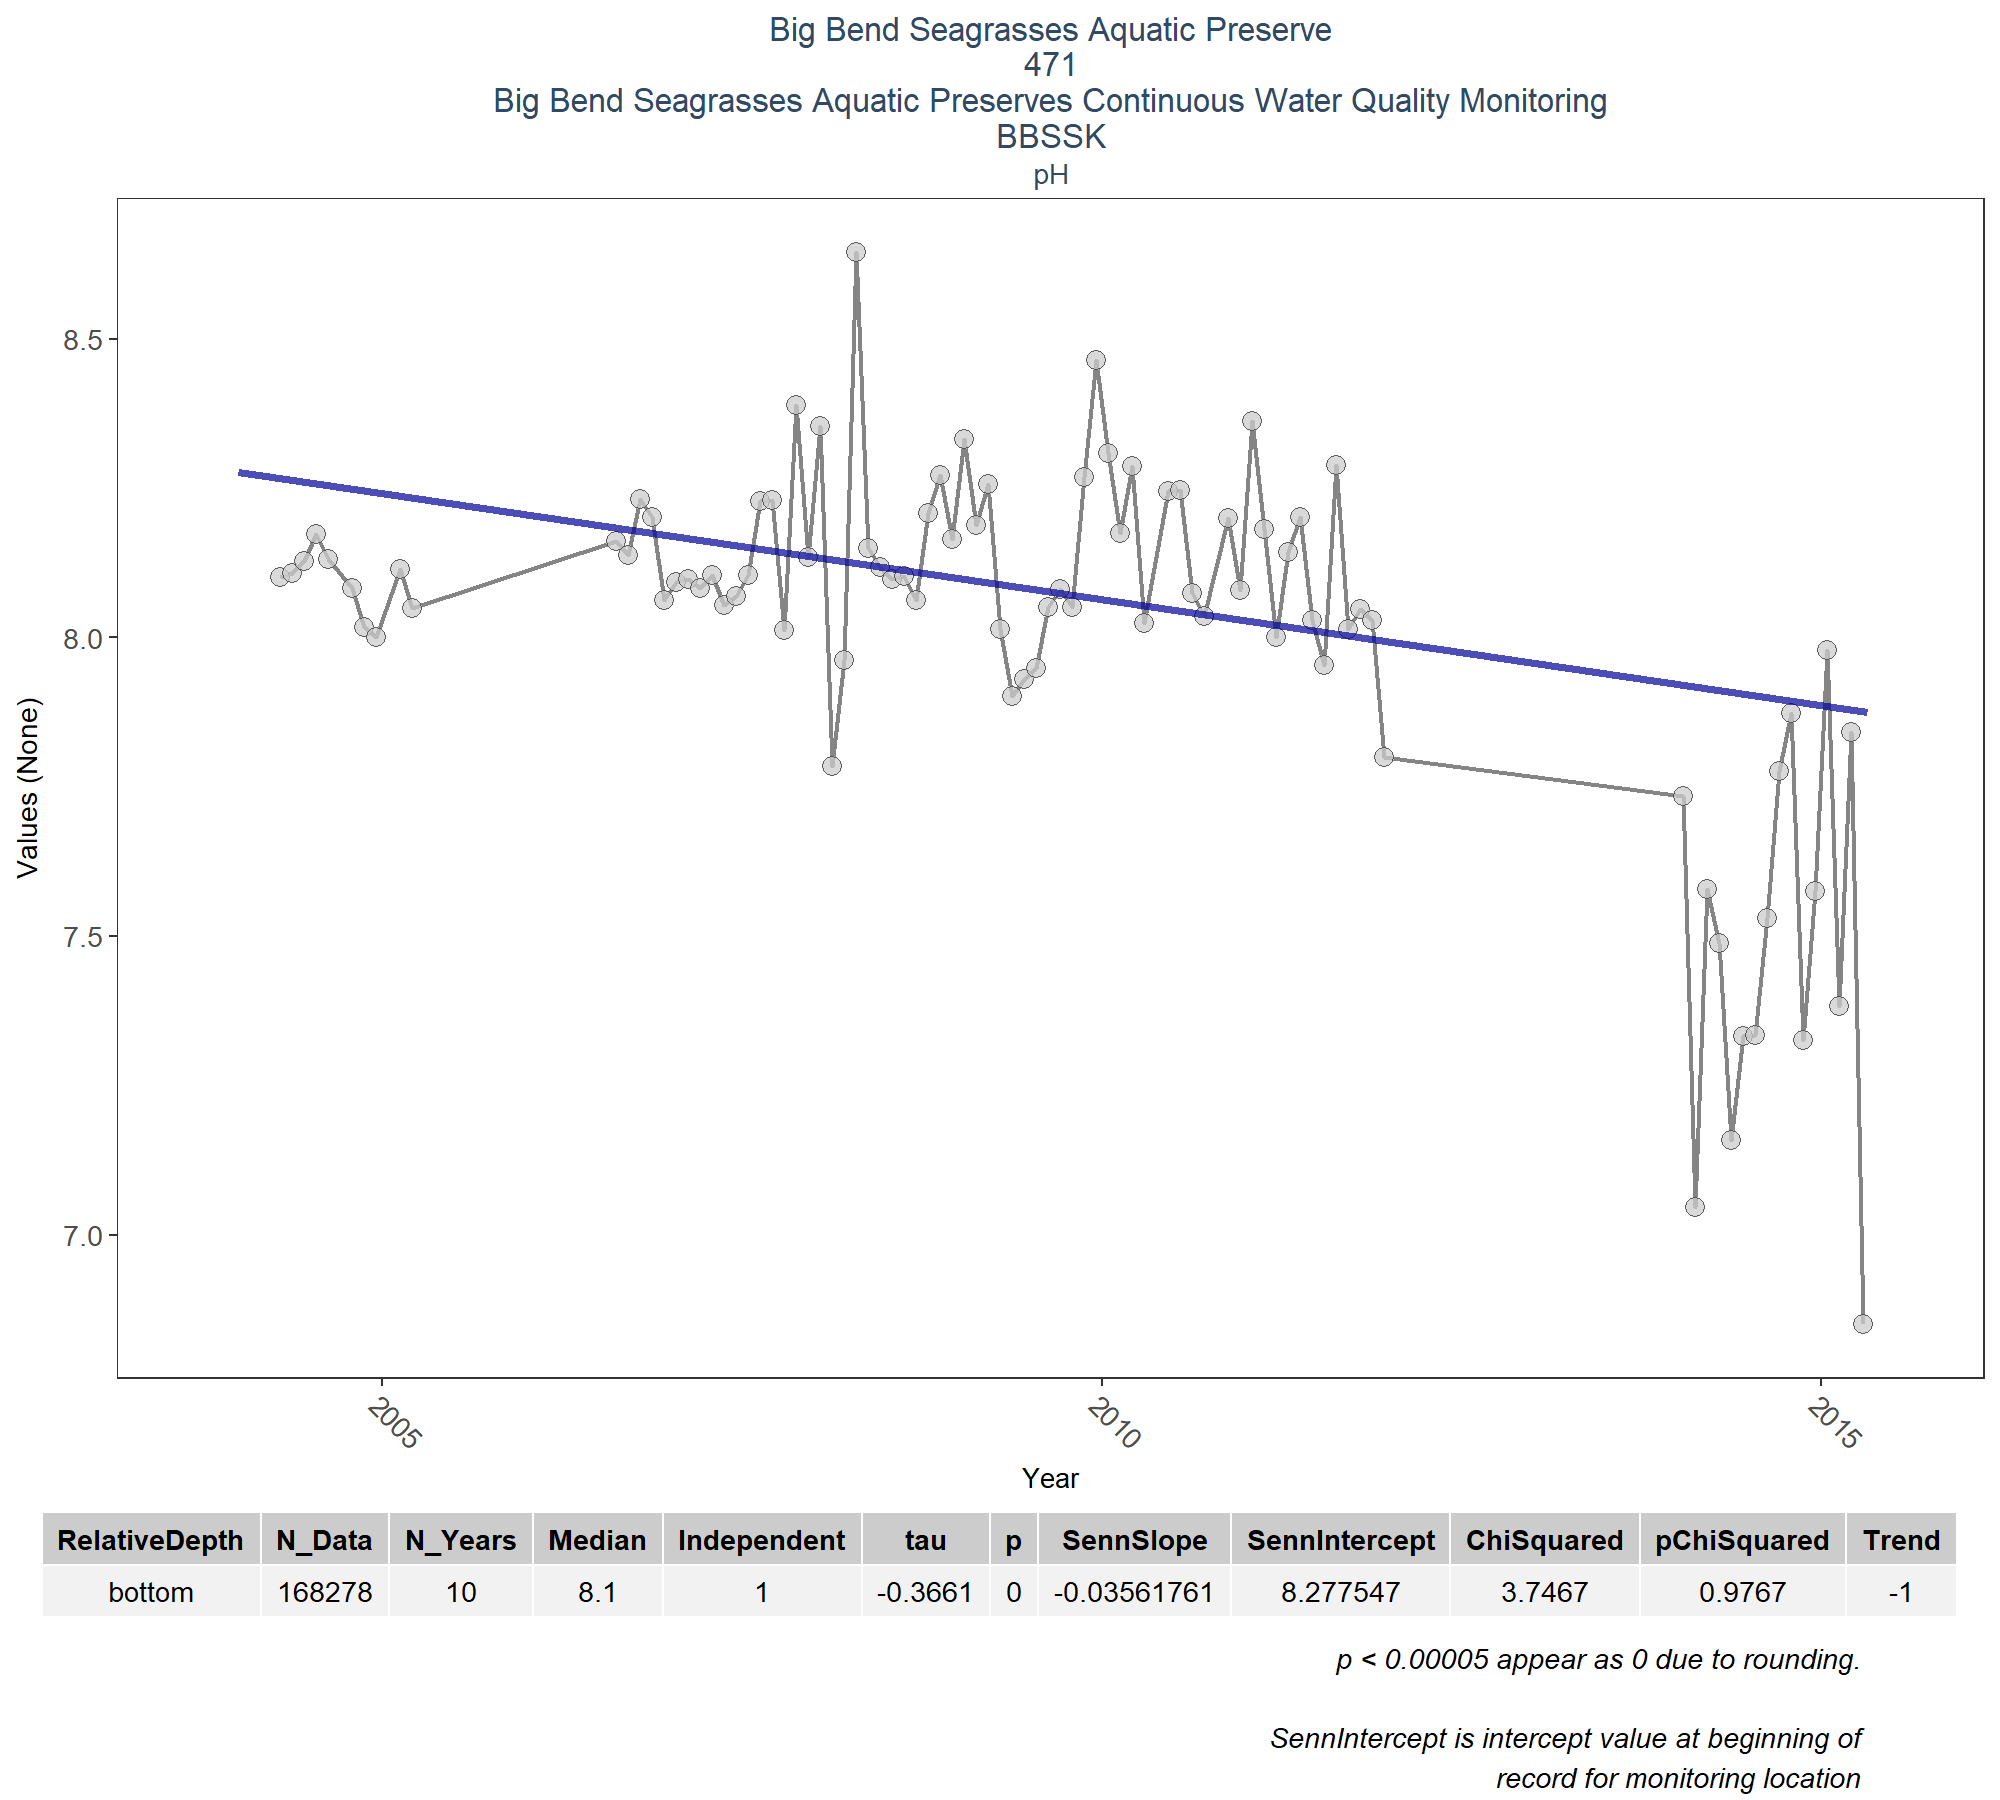 Big Bend Seagrasses Aquatic Preserve
471
Big Bend Seagrasses Aquatic Preserves Continuous Water Quality Monitoring
BBSSK
pH
8.5
8.0
7.5
7.0
Values (None)
2005
2010
2015
Year
RelativeDepth N_Data N_Years Median Independent tau p SennSlope SennIntercept ChiSquared pChiSquared Trend
bottom 168278 10 8.1 1 -0.3661 0 -0.03561761 8.277547 3.7467 0.9767 -1
p < 0.00005 appear as 0 due to rounding.
SennIntercept is intercept value at beginning of
record for monitoring location